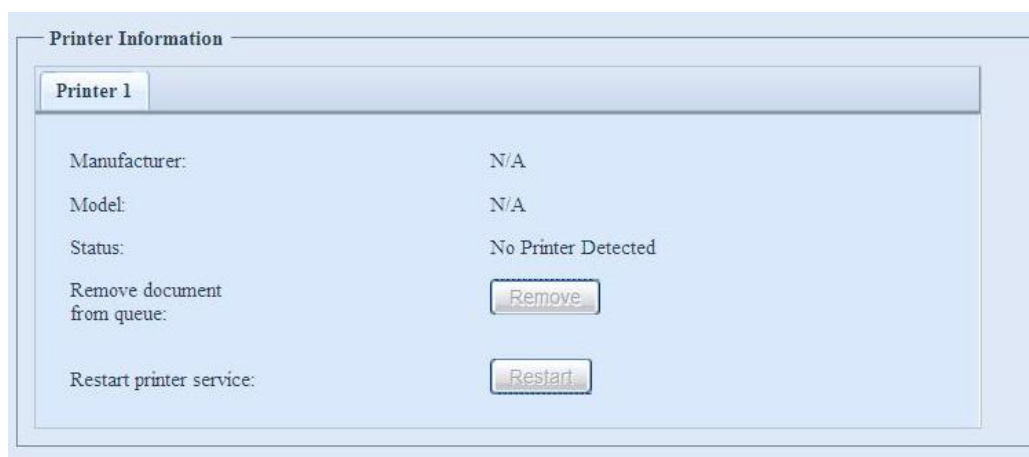 Printer Information
Printer 1
Manufacturer: N/A
Model: N/A
Status: No Printer Detected
Remove document
from queue: Remove
Restart printer service: Restart